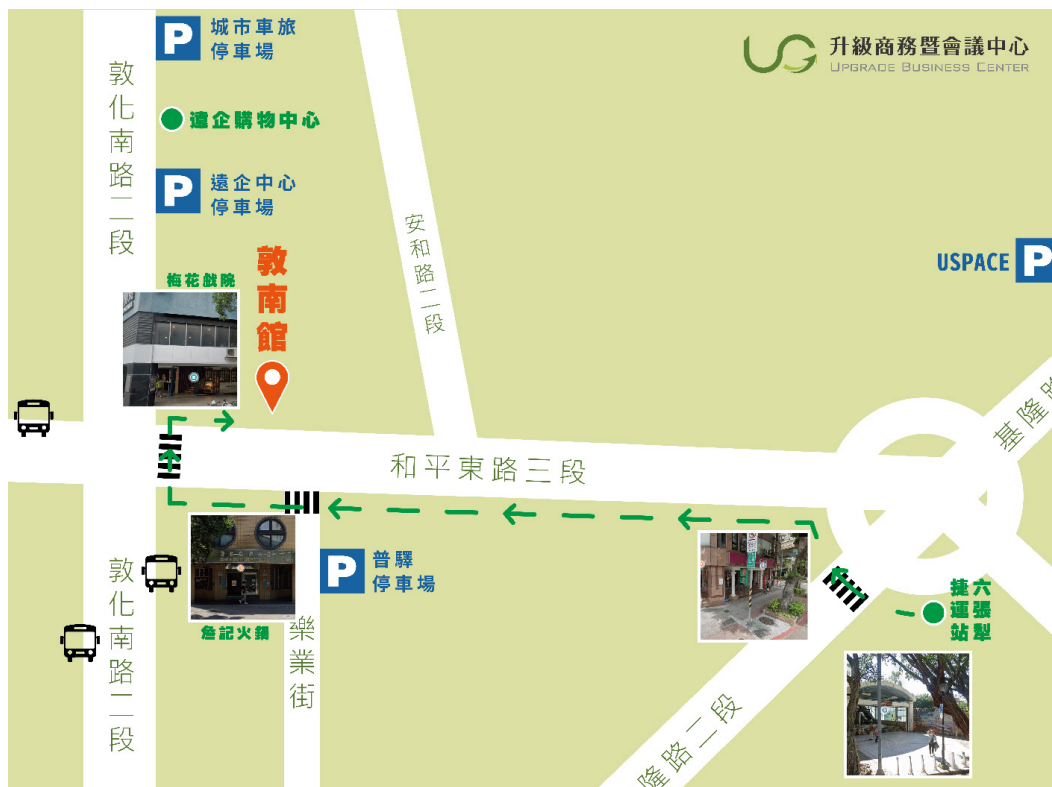 城市車旅
停車場
升級商務暨會議中心
UPGRADE BUSINESS CENTER
敦化南路二段
遠企購物中心
遠企中心
停車場
安和路二段
敦南館
USPACE
梅花戲院
基隆路
和平東路三段
普驛
停車場
詹記火鍋
敦化南路二段
樂業街
六張犁
捷運站
隆路二段
P
P
P
P